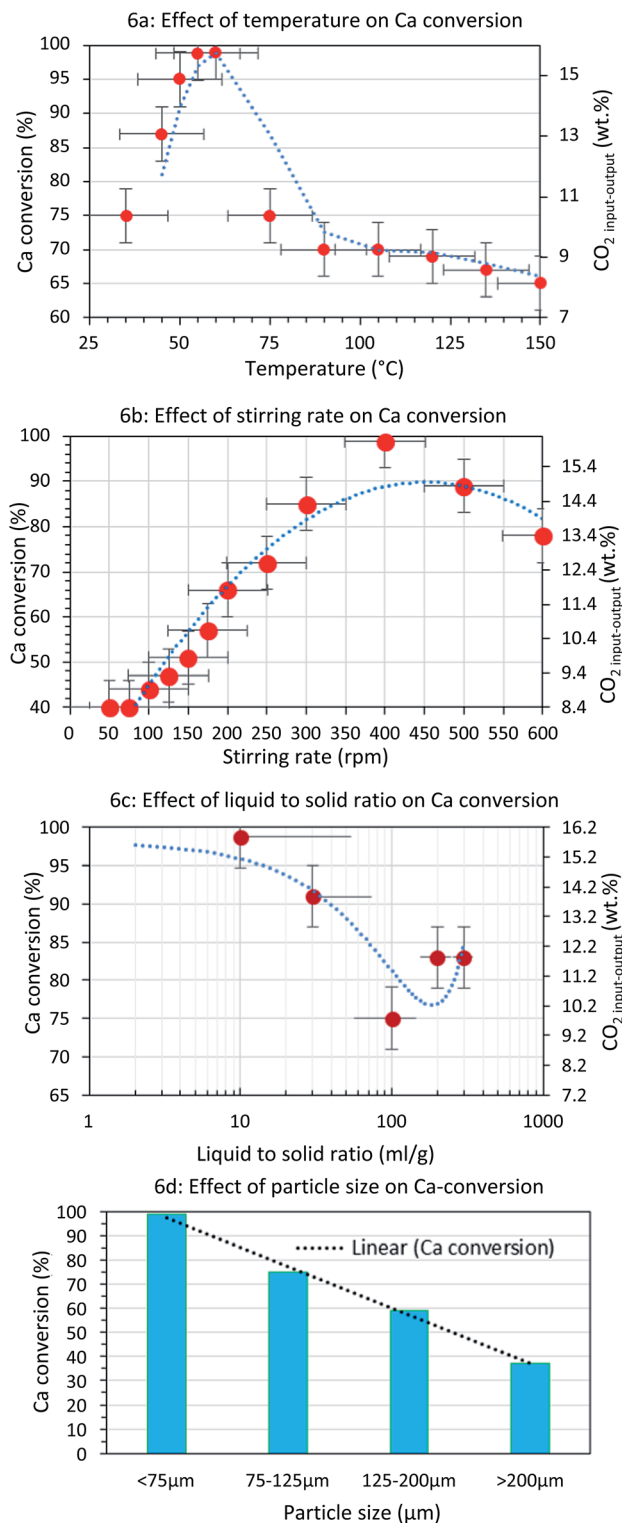 6a: Effect of temperature on Ca conversion
100
95
90
85
80
75
70
65
60
Ca conversion (%)
15
13
11
9
7
CO2 input-output (wt.%)
25 50 75 100 125 150
Temperature (°C)
6b: Effect of stirring rate on Ca conversion
100
90
80
70
60
50
40
Ca conversion (%)
15.4
14.4
13.4
12.4
11.4
10.4
9.4
8.4
CO2 input-output (wt.%)
0 50 100 150 200 250 300 350 400 450 500 550 600
Stirring rate (rpm)
6c: Effect of liquid to solid ratio on Ca conversion
100
95
90
85
80
75
70
65
Ca conversion (%)
16.2
15.2
14.2
13.2
12.2
11.2
10.2
9.2
8.2
7.2
CO2 input-output (wt.%)
1 10 100 1000
Liquid to solid ratio (ml/g)
6d: Effect of particle size on Ca-conversion
100
90
80
70
60
50
40
30
20
10
0
Ca conversion (%)
Linear (Ca conversion)
<75μm 75-125μm 125-200μm >200μm
Particle size (μm)